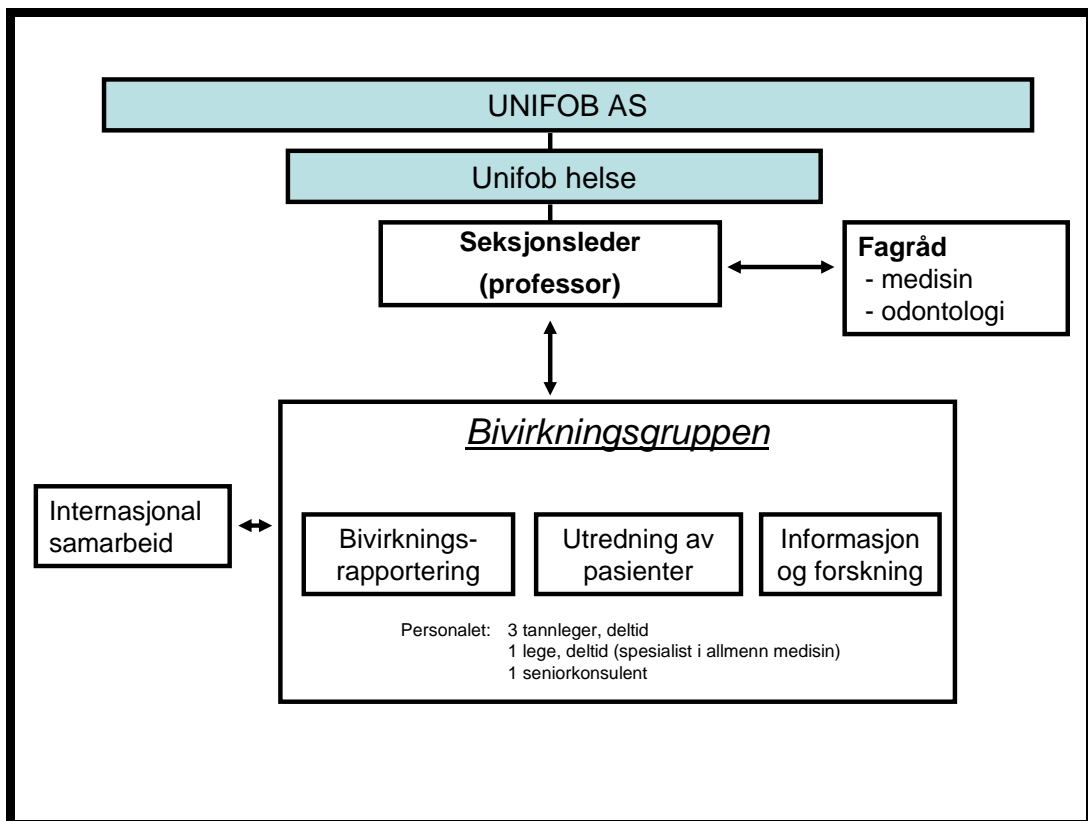 UNIFOB AS
Unifob helse
Seksjonsleder
(professor)
Fagråd
- medisin
- odontologi
Bivirkningsgruppen
Internasjonal
samarbeid
Bivirknings-
rapportering
Utredning av
pasienter
Informasjon
og forskning
Personalet: 3 tannleger, deltid
1 lege, deltid (spesialist i allmenn medisin)
1 seniorkonsulent